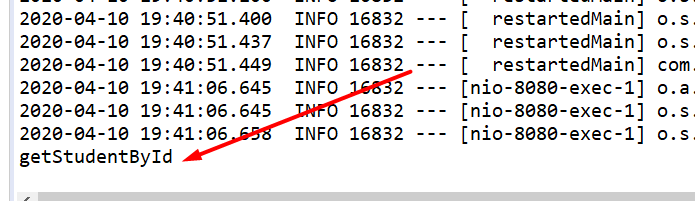 2020-04-10 19:40:51.400  INFO 16832 --- [  restartedMain] o.s.
2020-04-10 19:40:51.437  INFO 16832 --- [  restartedMain] o.s.
2020-04-10 19:40:51.449  INFO 16832 --- [  restartedMain] com.
2020-04-10 19:41:06.645  INFO 16832 --- [nio-8080-exec-1] o.a.
2020-04-10 19:41:06.645  INFO 16832 --- [nio-8080-exec-1] o.s.
2020-04-10 19:41:06.658  INFO 16832 --- [nio-8080-exec-1] o.s.
getStudentById